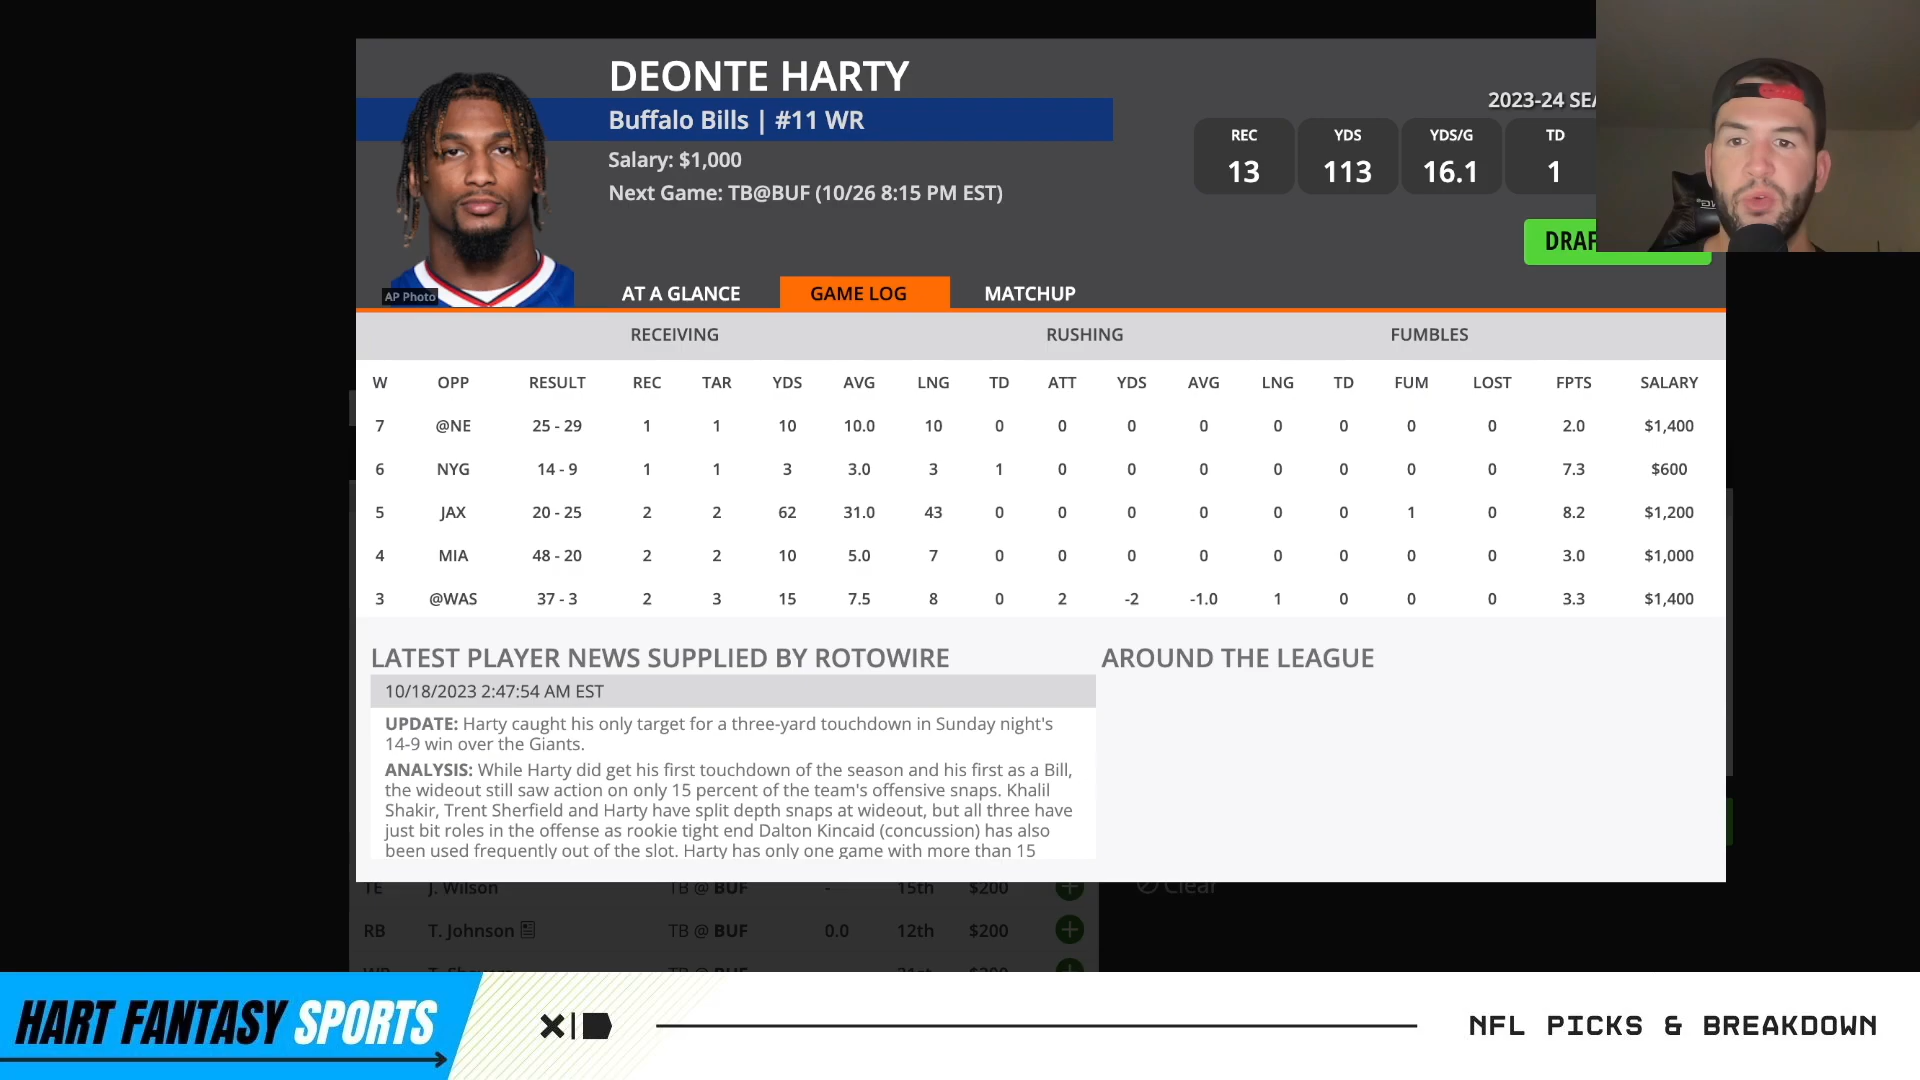 DEONTE HARTY
Buffalo Bills | #11 WR
Salary: $1,000
Next Game: TB@BUF (10/26 8:15 PM EST)
2023-24 SEA
REC YDS YDS/G TD
13 113 16.1 1
DRAF
AP Photo
AT A GLANCE GAME LOG MATCHUP
RECEIVING RUSHING FUMBLES
W OPP RESULT REC TAR YDS AVG LNG TD ATT YDS AVG LNG TD FUM LOST FPTS SALARY
7 @NE 25 - 29 1 1 10 10.0 10 0 0 0 0 0 0 0 0 2.0 $1,400
6 NYG 14 - 9 1 1 3 3.0 3 1 0 0 0 0 0 0 0 7.3 $600
5 JAX 20 - 25 2 2 62 31.0 43 0 0 0 0 0 0 1 0 8.2 $1,200
4 MIA 48 - 20 2 2 10 5.0 7 0 0 0 0 0 0 0 0 3.0 $1,000
3 @WAS 37 - 3 2 3 15 7.5 8 0 2 -2 -1.0 1 0 0 0 3.3 $1,400
LATEST PLAYER NEWS SUPPLIED BY ROTOWIRE
AROUND THE LEAGUE
10/18/2023 2:47:54 AM EST
UPDATE: Harty caught his only target for a three-yard touchdown in Sunday night's
14-9 win over the Giants.
ANALYSIS: While Harty did get his first touchdown of the season and his first as a Bill,
the wideout still saw action on only 15 percent of the team's offensive snaps. Khalil
Shakir, Trent Sherfield and Harty have split depth snaps at wideout, but all three have
just bit roles in the offense as rookie tight end Dalton Kincaid (concussion) has also
been used frequently out of the slot. Harty has only one game with more than 15
TE J. Wilson TB @ BUF - 15th $200 Clear
RB T. Johnson TB @ BUF 0.0 12th $200
HART FANTASY SPORTS
NFL PICKS & BREAKDOWN